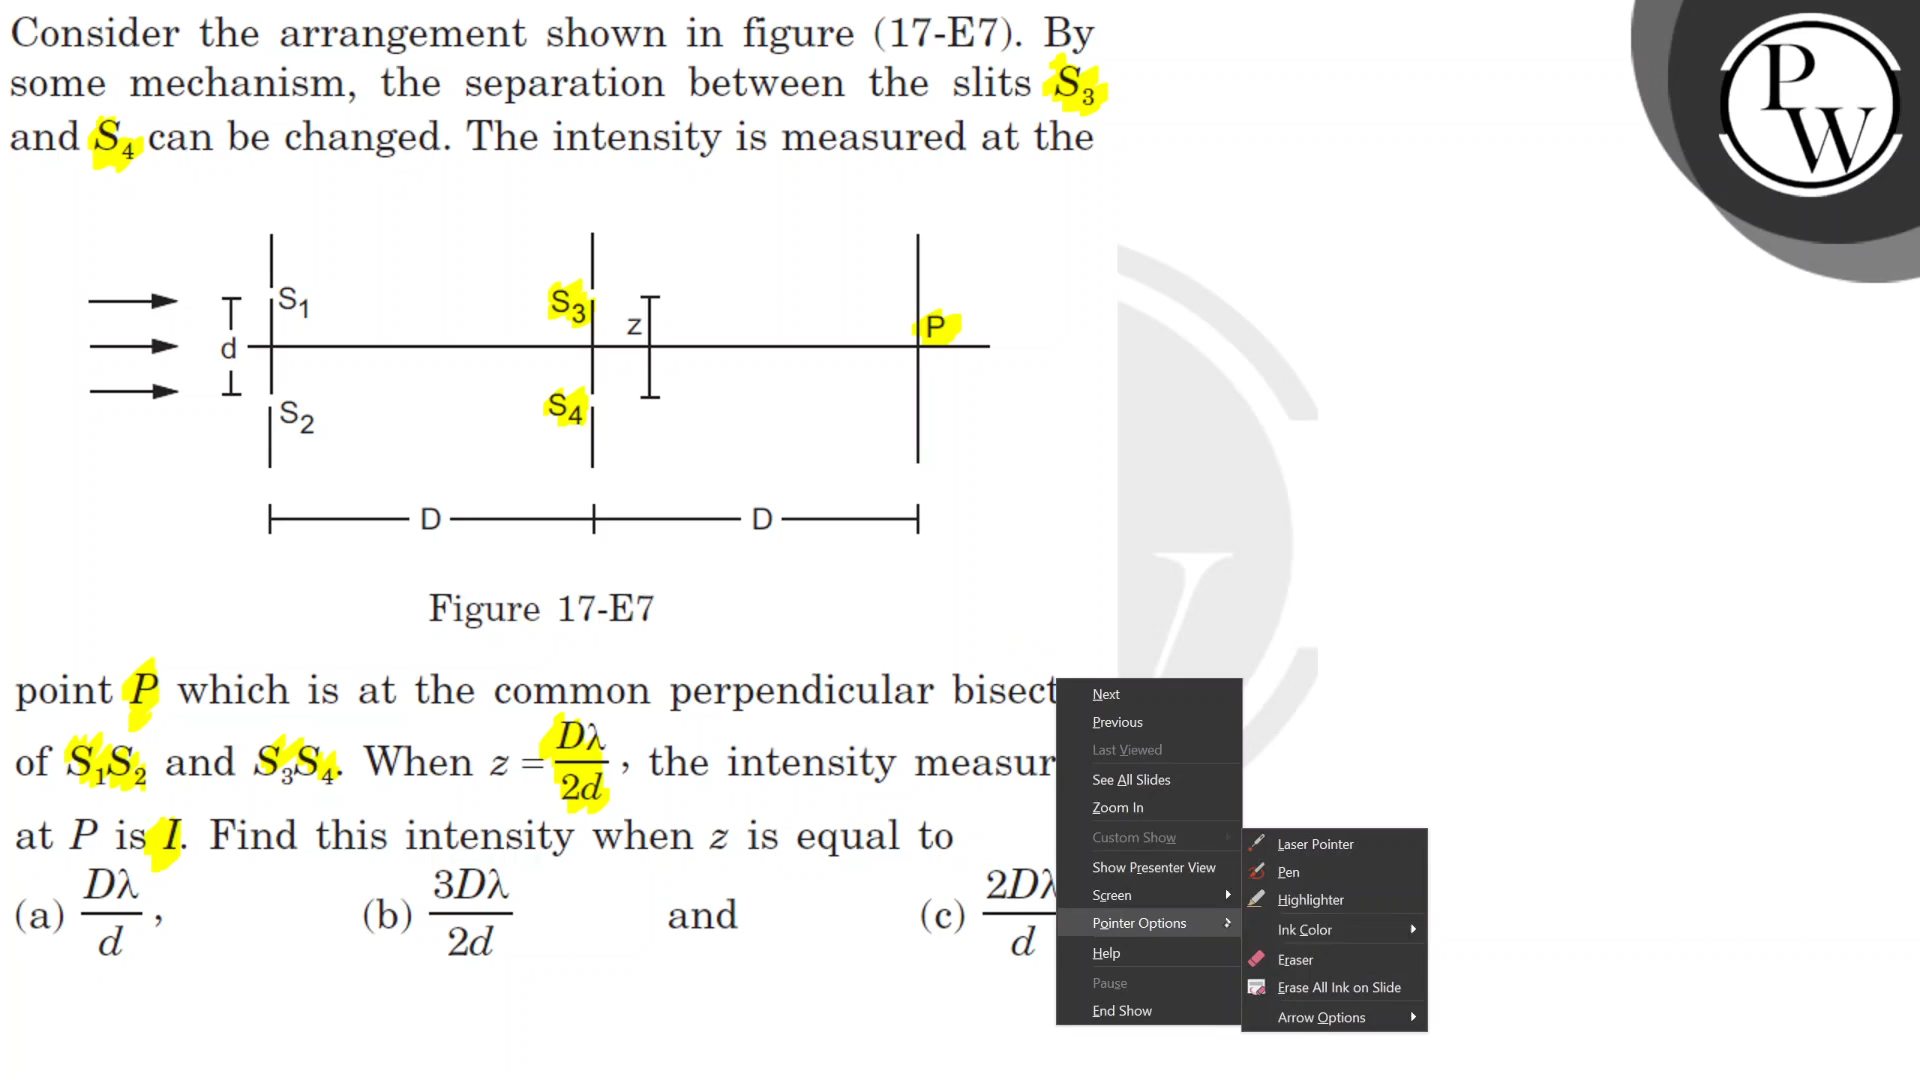 Consider the arrangement shown in figure (17-E7). By
some mechanism, the separation between the slits S₃
and S₄ can be changed. The intensity is measured at the
P
W
S₁
S₃
z
P
d
S₂
S₄
D
D
Figure 17-E7
point P which is at the common perpendicular bisect
of S₁S₂ and S₃S₄. When z = Dλ/2d, the intensity measur
at P is I. Find this intensity when z is equal to
(a) Dλ/d, (b) 3Dλ/2d and (c) 2Dλ/d
Next
Previous
Last Viewed
See All Slides
Zoom In
Custom Show
Show Presenter View
Screen
Pointer Options
Help
Pause
End Show
Laser Pointer
Pen
Highlighter
Ink Color
Eraser
Erase All Ink on Slide
Arrow Options